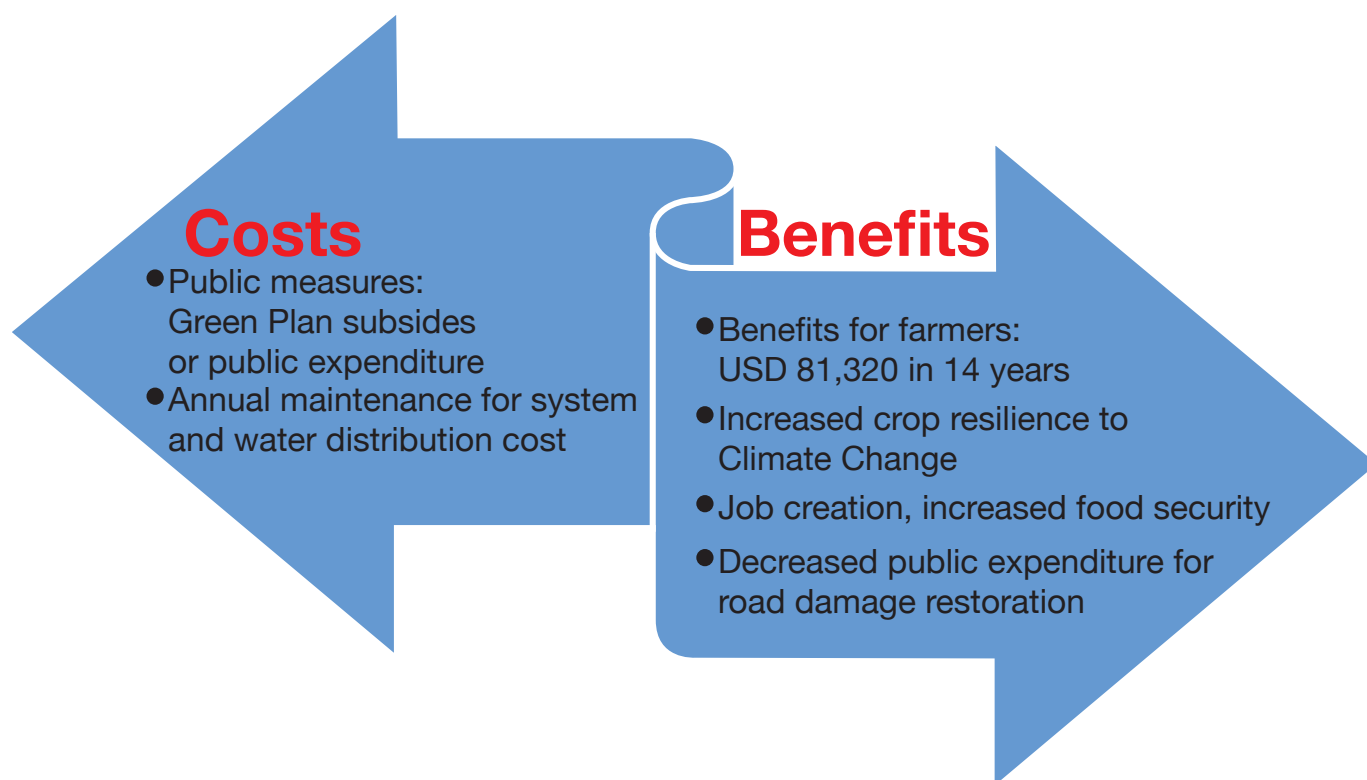 Costs
●Public measures:
Green Plan subsides
or public expenditure
●Annual maintenance for system
and water distribution cost
Benefits
●Benefits for farmers:
USD 81,320 in 14 years
●Increased crop resilience to
Climate Change
●Job creation, increased food security
●Decreased public expenditure for
road damage restoration